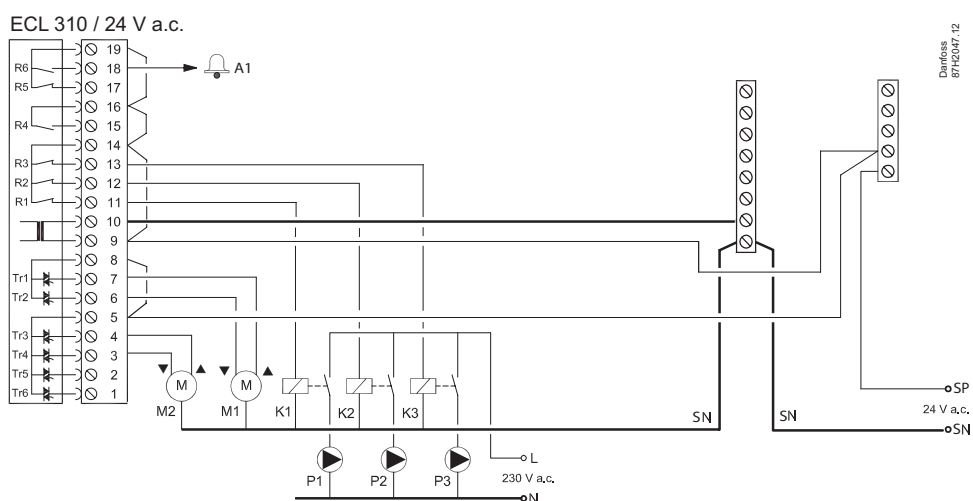 ECL 310 / 24 V a.c.
Danfoss
87H2047.12
19
R6 18 A1
R5 17
16
R4 15
14
R3 13
R2 12
R1 11
10
9
8
Tr1 7
Tr2 6
5
Tr3 4
Tr4 3
Tr5 2
Tr6 1
M M
M2 M1 K1 K2 K3
SP
24 V a.c.
SN SN SN
P1 P2 P3
L
230 V a.c.
N